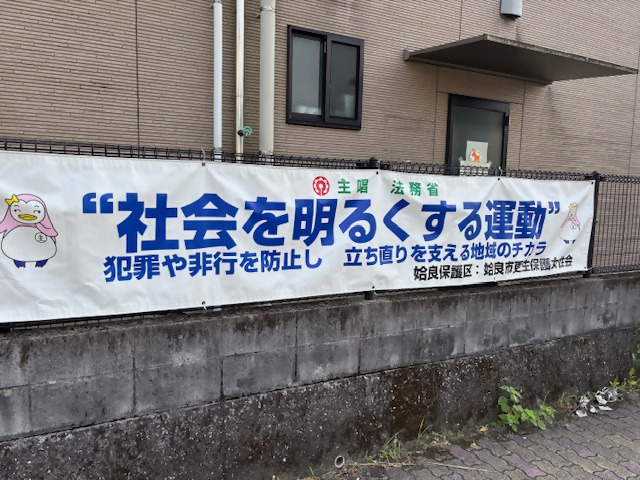 主唱 法務省
“社会を明るくする運動”
犯罪や非行を防止し 立ち直りを支える地域のチカラ
姶良保護区：姶良市更生保護女性会